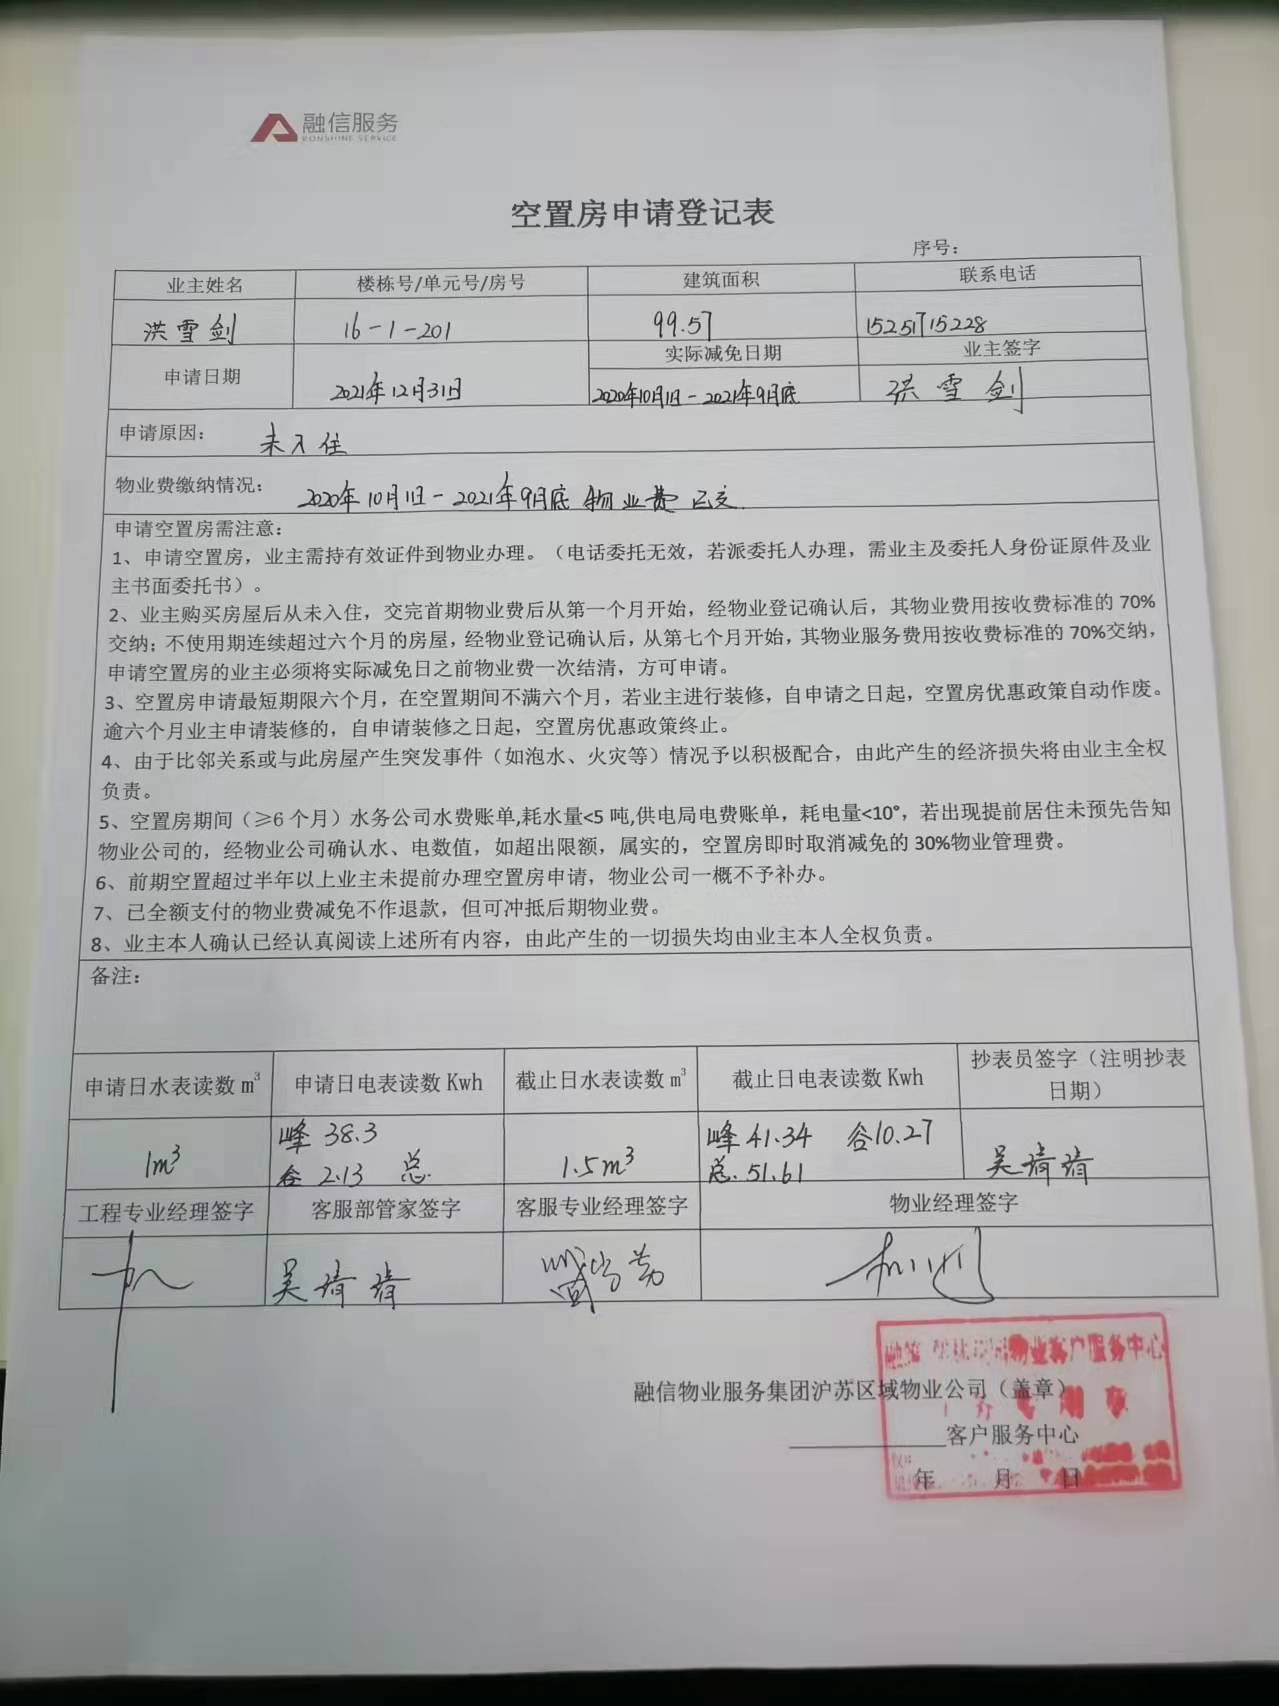 融信服务
RONSHINE SERVICE
空置房申请登记表
序号：
业主姓名 楼栋号/单元号/房号 建筑面积 联系电话
洪雪剑 16-1-201 99.57 15251715228
申请日期 2021年12月31日 实际减免日期 业主签字
2020年10月1日-2021年9月底 洪雪剑
申请原因： 未入住
物业费缴纳情况： 2020年10月1日-2021年9月底 物业费已交.
申请空置房需注意：
1、申请空置房，业主需持有效证件到物业办理。（电话委托无效，若派委托人办理，需业主及委托人身份证原件及业
主书面委托书）。
2、业主购买房屋后从未入住，交完首期物业费后从第一个月开始，经物业登记确认后，其物业费用按收费标准的 70%
交纳；不使用期连续超过六个月的房屋，经物业登记确认后，从第七个月开始，其物业服务费用按收费标准的 70%交纳，
申请空置房的业主必须将实际减免日之前物业费一次结清，方可申请。
3、空置房申请最短期限六个月，在空置期间不满六个月，若业主进行装修，自申请之日起，空置房优惠政策自动作废。
逾六个月业主申请装修的，自申请装修之日起，空置房优惠政策终止。
4、由于比邻关系或与此房屋产生突发事件（如泡水、火灾等）情况予以积极配合，由此产生的经济损失将由业主全权
负责。
5、空置房期间（≥6 个月）水务公司水费账单,耗水量<5 吨,供电局电费账单，耗电量<10°，若出现提前居住未预先告知
物业公司的，经物业公司确认水、电数值，如超出限额，属实的，空置房即时取消减免的 30%物业管理费。
6、前期空置超过半年以上业主未提前办理空置房申请，物业公司一概不予补办。
7、已全额支付的物业费减免不作退款，但可冲抵后期物业费。
8、业主本人确认已经认真阅读上述所有内容，由此产生的一切损失均由业主本人全权负责。
备注：
申请日水表读数 m³ 申请日电表读数 Kwh 截止日水表读数 m³ 截止日电表读数 Kwh 抄表员签字（注明抄表
日期）
1m³ 峰 38.3 1.5m³ 峰 41.34 谷10.27 吴琦琦
谷 2.13 总. 总.51.61
工程专业经理签字 客服部管家签字 客服专业经理签字 物业经理签字
吴琦琦
物业客户服务中心
融信物业服务集团沪苏区域物业公司（盖章）
客户服务中心
年 月 日